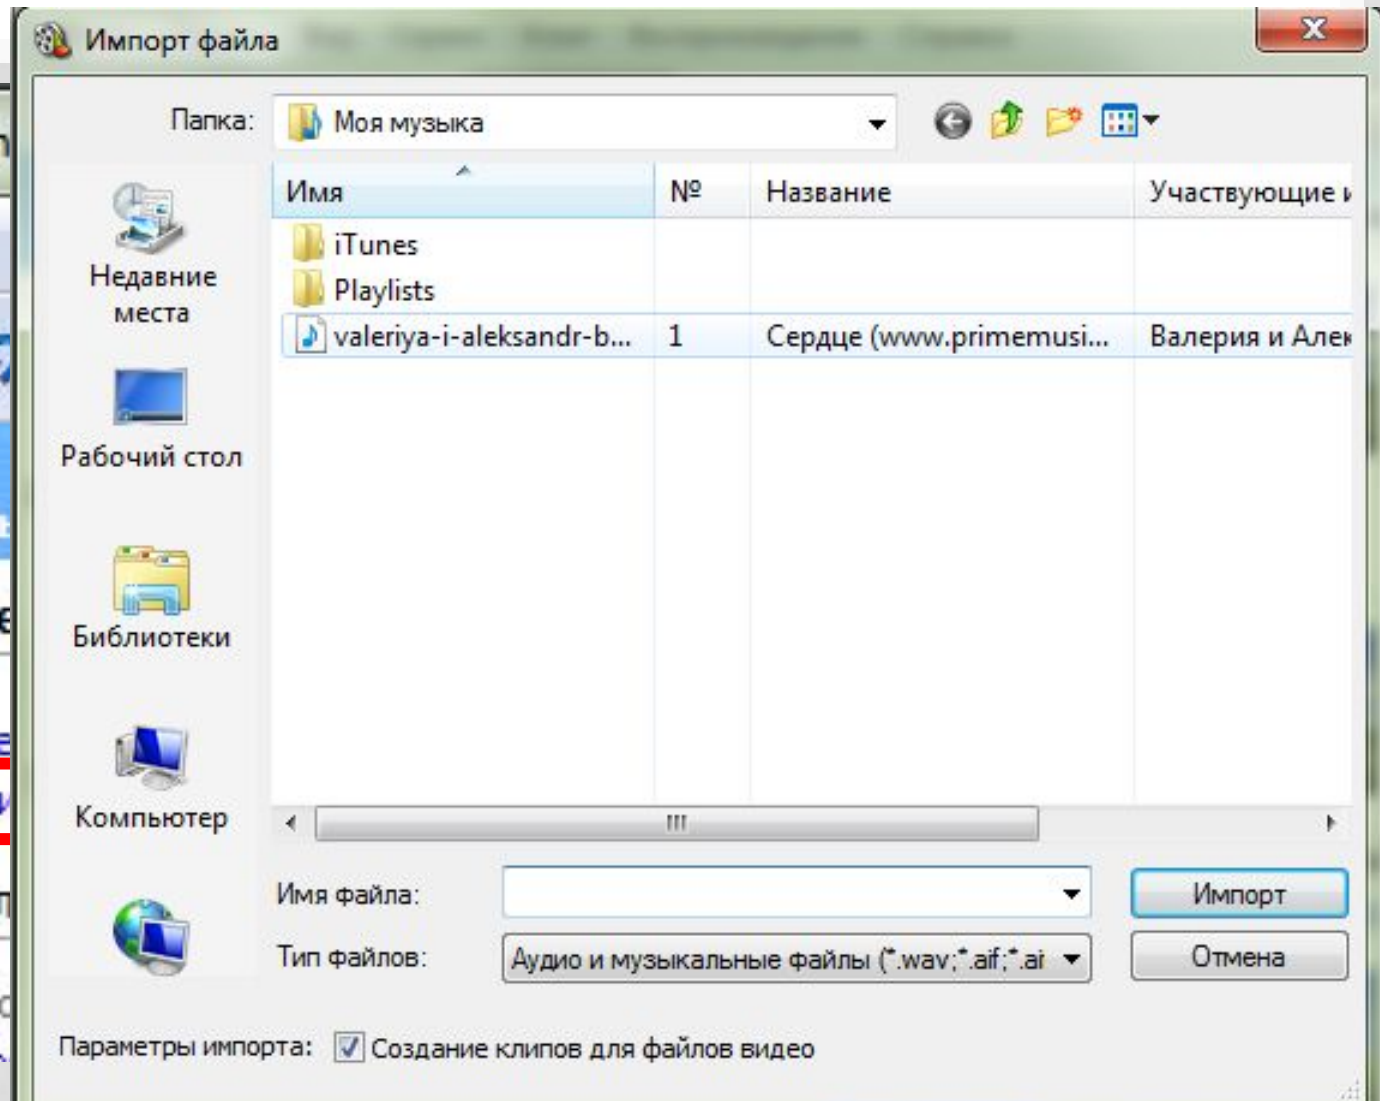 Импорт файла
Папка: Моя музыка
Имя № Название Участвующие и
iTunes
Playlists
valeriya-i-aleksandr-b... 1 Сердце (www.primemusi... Валерия и Алек
Недавние
места
Рабочий стол
Библиотеки
Компьютер
Имя файла: Импорт
Тип файлов: Аудио и музыкальные файлы (*.wav;*.aif;*.ai Отмена
Параметры импорта: Создание клипов для файлов видео